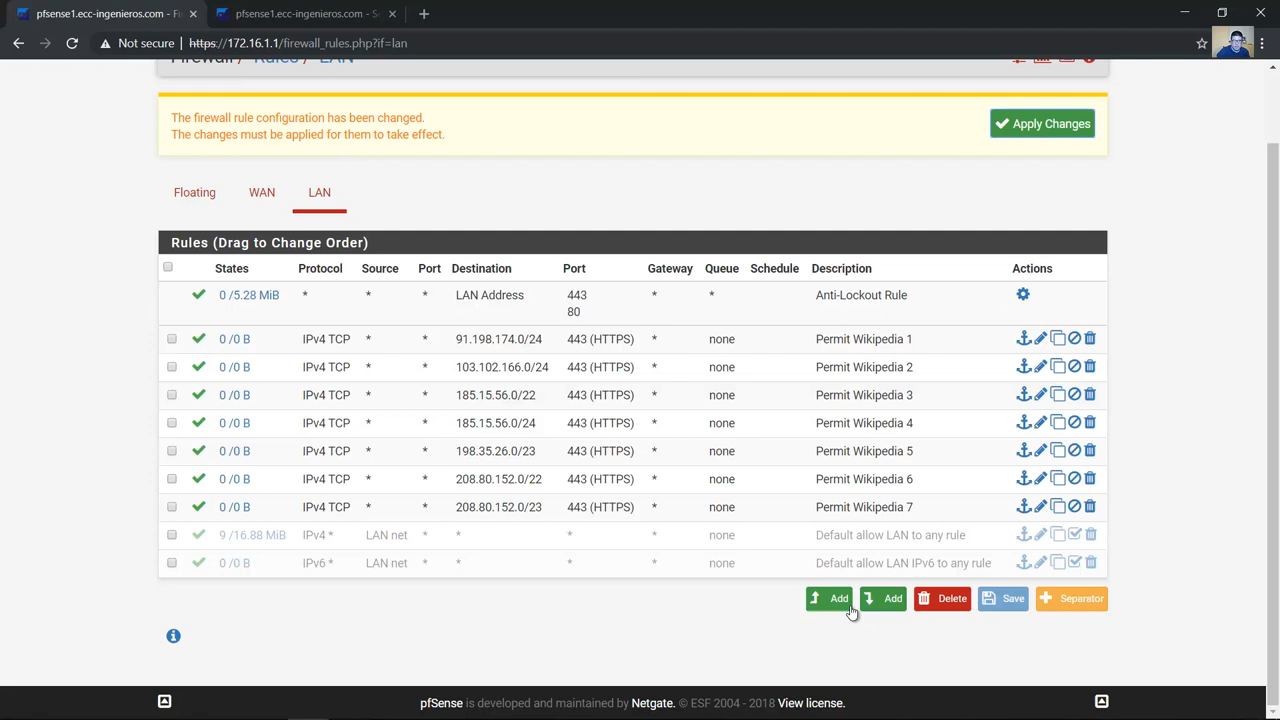 pfsense1.ecc-ingenieros.com - Fi
pfsense1.ecc-ingenieros.com - S
Not secure
https://172.16.1.1/firewall_rules.php?if=lan
Firewall / Rules / LAN
The firewall rule configuration has been changed.
The changes must be applied for them to take effect.
Apply Changes
Floating WAN LAN
Rules (Drag to Change Order)
States Protocol Source Port Destination Port Gateway Queue Schedule Description Actions
0 /5.28 MiB * * * LAN Address 443 * * Anti-Lockout Rule
80
0 /0 B IPv4 TCP * * 91.198.174.0/24 443 (HTTPS) * none Permit Wikipedia 1
0 /0 B IPv4 TCP * * 103.102.166.0/24 443 (HTTPS) * none Permit Wikipedia 2
0 /0 B IPv4 TCP * * 185.15.56.0/22 443 (HTTPS) * none Permit Wikipedia 3
0 /0 B IPv4 TCP * * 185.15.56.0/24 443 (HTTPS) * none Permit Wikipedia 4
0 /0 B IPv4 TCP * * 198.35.26.0/23 443 (HTTPS) * none Permit Wikipedia 5
0 /0 B IPv4 TCP * * 208.80.152.0/22 443 (HTTPS) * none Permit Wikipedia 6
0 /0 B IPv4 TCP * * 208.80.152.0/23 443 (HTTPS) * none Permit Wikipedia 7
9 /16.88 MiB IPv4 * LAN net * * * * none Default allow LAN to any rule
0 /0 B IPv6 * LAN net * * * * none Default allow LAN IPv6 to any rule
Add Add Delete Save Separator
pfSense is developed and maintained by Netgate. © ESF 2004 - 2018 View license.